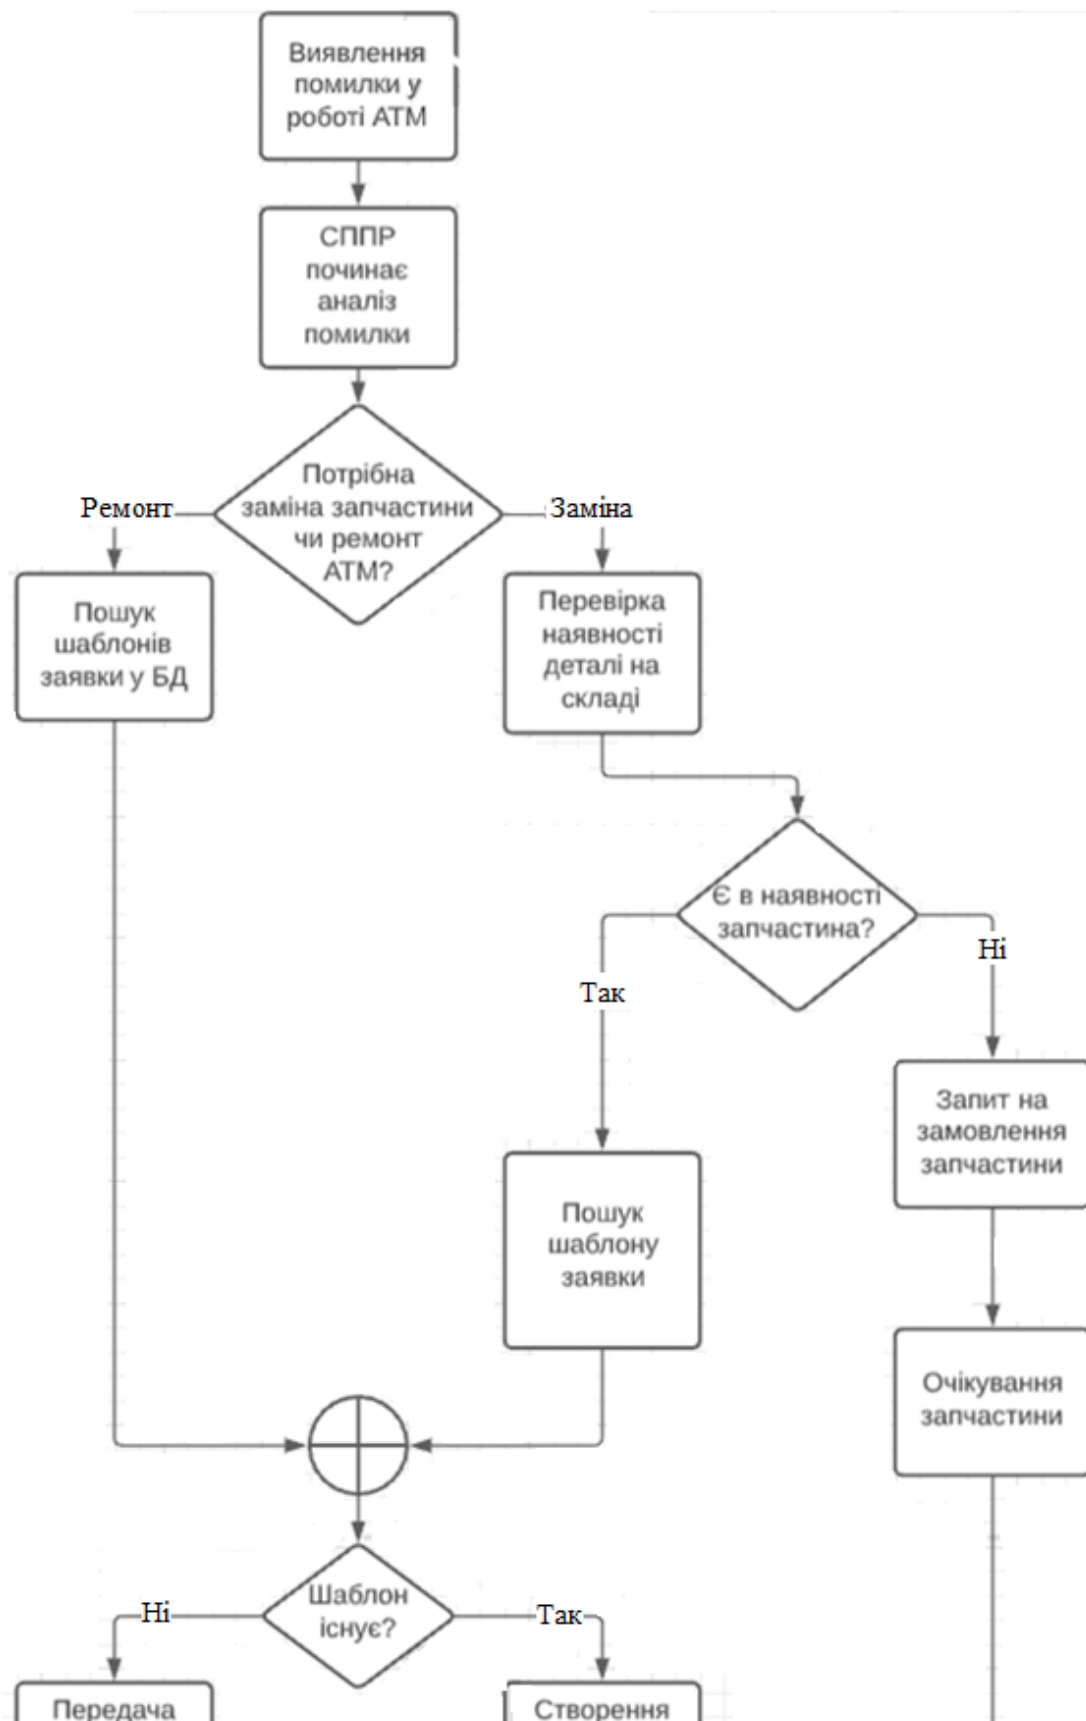 Виявлення
помилки у
роботі АТМ
СППР
починає
аналіз
помилки
Потрібна
заміна запчастини
чи ремонт
АТМ?
Ремонт
Заміна
Пошук
шаблонів
заявки у БД
Перевірка
наявності
деталі на
складі
Є в наявності
запчастина?
Так
Ні
Запит на
замовлення
запчастини
Пошук
шаблону
заявки
Очікування
запчастини
Шаблон
існує?
Ні
Так
Передача
Створення